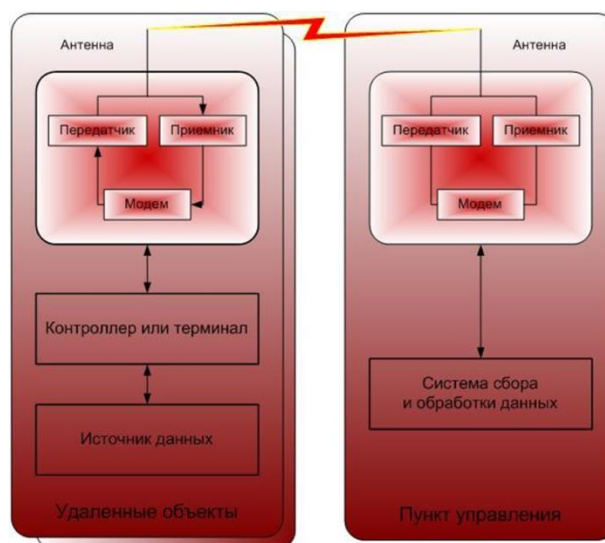 Антенна
Передатчик
Приемник
Модем
Контроллер или терминал
Источник данных
Удаленные объекты
Антенна
Передатчик
Приемник
Модем
Система сбора
и обработки данных
Пункт управления